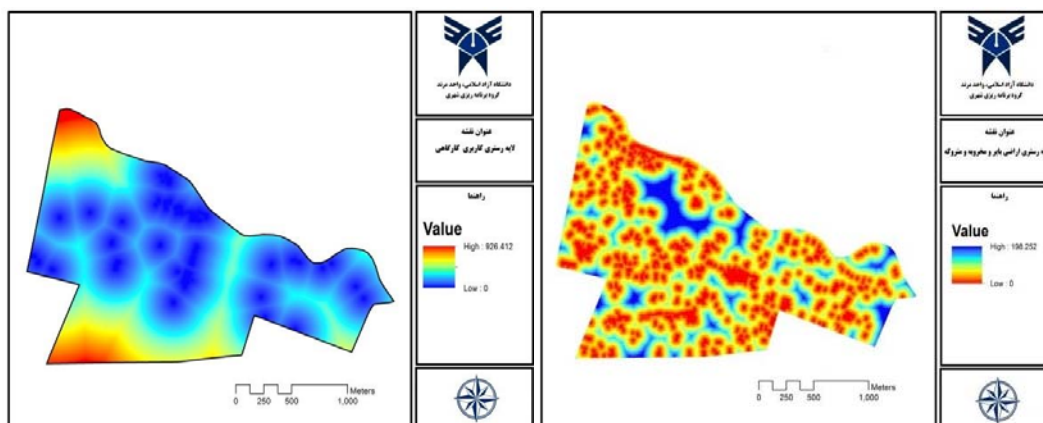 دانشگاه آزاد اسلامی، واحد مرند
گروه برنامه ریزی شهری
عنوان نقشه
لایه رستری کاربری کارگاهی
راهنما
Value
High : 926.412
Low : 0
Meters
0 250 500 1,000
دانشگاه آزاد اسلامی، واحد مرند
گروه برنامه ریزی شهری
عنوان نقشه
ه رستری اراضی بایر و مخروبه و متروکه
راهنما
Value
High : 198.252
Low : 0
Meters
0 250 500 1,000